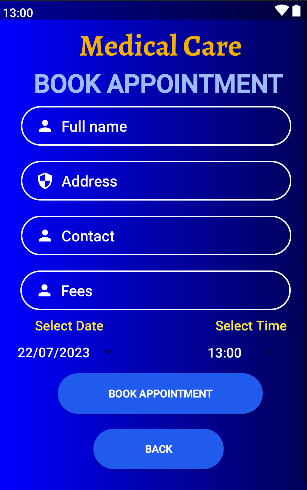 13:00
Medical Care
BOOK APPOINTMENT
Full name
Address
Contact
Fees
Select Date Select Time
22/07/2023 13:00
BOOK APPOINTMENT
BACK